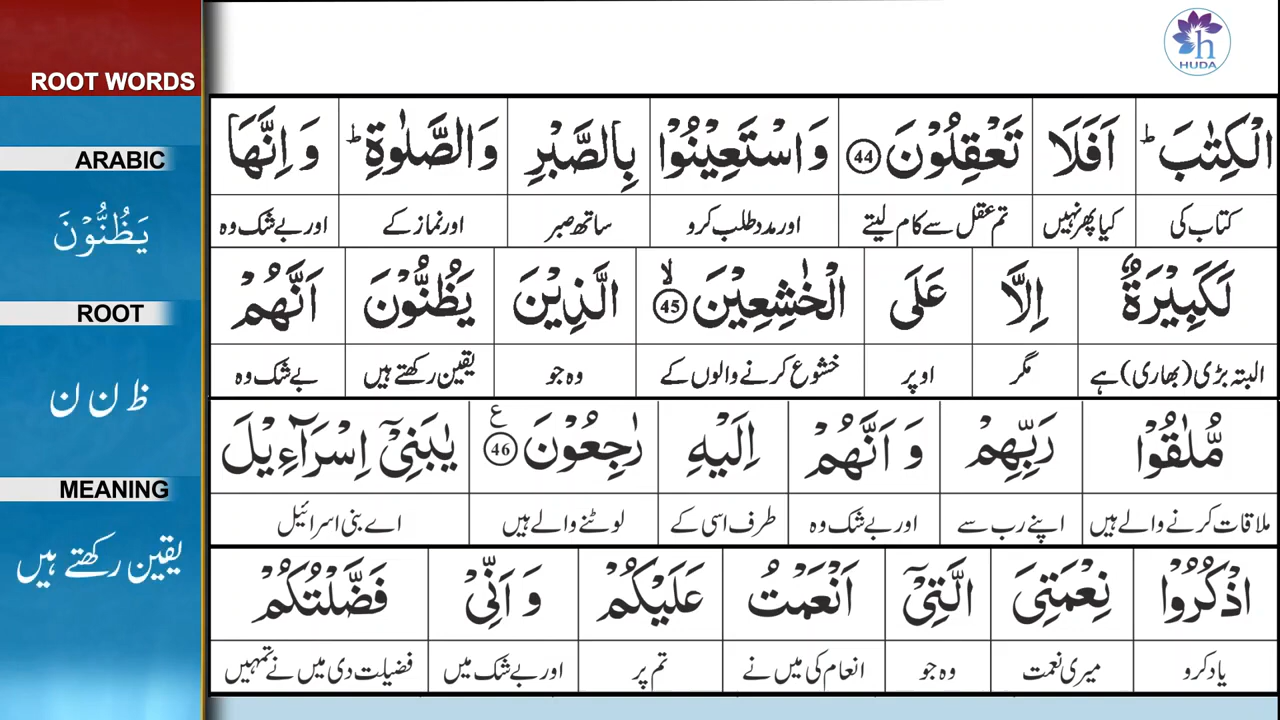 ROOT WORDS
ARABIC
يَظُنُّوْنَ
ROOT
ظ ن ن
MEANING
یقین رکھتے ہیں
h
HUDA
الْكِتٰبَ ؕ اَفَلَا تَعْقِلُوْنَ 44 وَ اسْتَعِيْنُوْا بِالصَّبْرِ وَ الصَّلٰوةِ ؕ وَ اِنَّهَا
کتاب کی کیا پھر نہیں تم عقل سے کام لیتے اور مدد طلب کرو ساتھ صبر اور نماز کے اور بے شک وہ
لَكَبِيْرَةٌ اِلَّا عَلَى الْخٰشِعِيْنَ ۙ 45 الَّذِيْنَ يَظُنُّوْنَ اَنَّهُمْ
البتہ بڑی (بھاری) ہے مگر اوپر خشوع کرنے والوں کے وہ جو یقین رکھتے ہیں بے شک وہ
مُّلٰقُوْا رَبِّهِمْ وَ اَنَّهُمْ اِلَيْهِ رٰجِعُوْنَ 46 ع يٰبَنِيْۤ اِسْرَآءِيْلَ
ملاقات کرنے والے ہیں اپنے رب سے اور بے شک وہ طرف اسی کے لوٹنے والے ہیں اے بنی اسرائیل
اذْكُرُوْا نِعْمَتِيَ الَّتِيْۤ اَنْعَمْتُ عَلَيْكُمْ وَ اَنِّيْ فَضَّلْتُكُمْ
یاد کرو میری نعمت وہ جو انعام کی میں نے تم پر اور بے شک میں فضیلت دی میں نے تمہیں